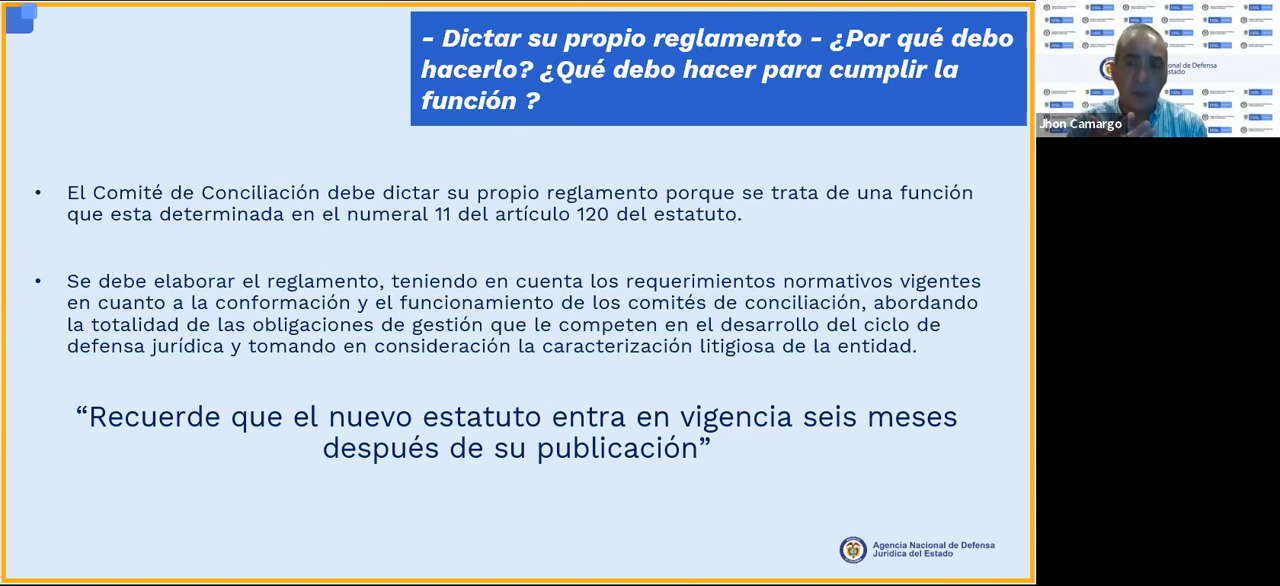 - Dictar su propio reglamento - ¿Por qué debo
hacerlo? ¿Qué debo hacer para cumplir la
función ?
• El Comité de Conciliación debe dictar su propio reglamento porque se trata de una función
que esta determinada en el numeral 11 del artículo 120 del estatuto.
• Se debe elaborar el reglamento, teniendo en cuenta los requerimientos normativos vigentes
en cuanto a la conformación y el funcionamiento de los comités de conciliación, abordando
la totalidad de las obligaciones de gestión que le competen en el desarrollo del ciclo de
defensa jurídica y tomando en consideración la caracterización litigiosa de la entidad.
“Recuerde que el nuevo estatuto entra en vigencia seis meses
después de su publicación”
Agencia Nacional de Defensa
Jurídica del Estado
onal de Defensa
stado
Jhon Camargo